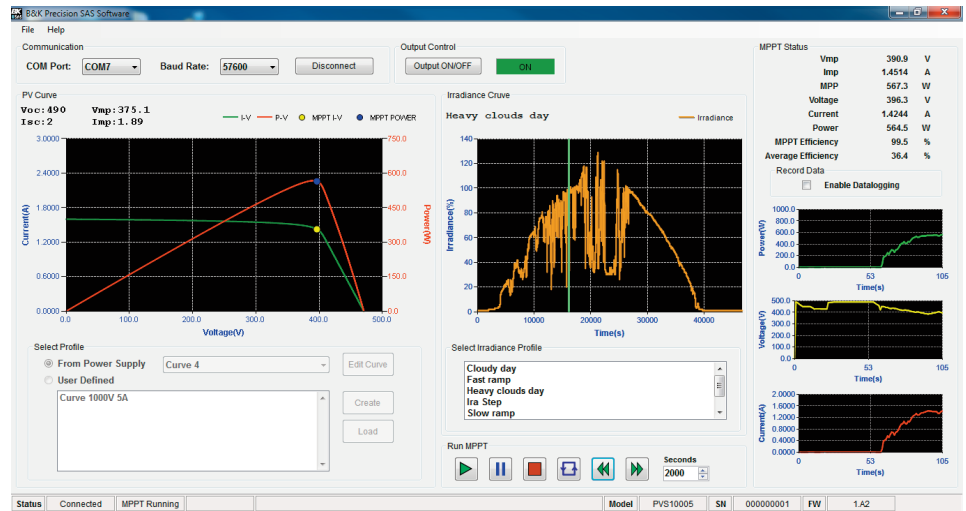 B&K Precision SAS Software
File Help
Communication
COM Port: COM7 Baud Rate: 57600 Disconnect
Output Control
Output ON/OFF ON
PV Curve
Voc:490 Vmp:375.1
Isc:2 Imp:1.89
I-V P-V MPPT I-V MPPT POWER
3.0000
2.4000
1.8000
1.2000
0.6000
0.0000
Current(A)
750.0
600.0
450.0
300.0
150.0
0.0
Power(W)
0.0 100.0 200.0 300.0 400.0 500.0
Voltage(V)
Select Profile
From Power Supply Curve 4 Edit Curve
User Defined
Curve 1000V 5A
Create
Load
Irradiance Cruve
Heavy clouds day Irradiance
140
120
100
80
60
40
20
0
Irradiance(%)
0 10000 20000 30000 40000
Time(s)
Select Irradiance Profile
Cloudy day
Fast ramp
Heavy clouds day
Ira Step
Slow ramp
Run MPPT
Seconds
2000
MPPT Status
Vmp 390.9 V
Imp 1.4514 A
MPP 567.3 W
Voltage 396.3 V
Current 1.4244 A
Power 564.5 W
MPPT Efficiency 99.5 %
Average Efficiency 36.4 %
Record Data
Enable Datalogging
1000.0
800.0
600.0
400.0
200.0
0.0
Power(W)
0 53 105
Time(s)
500.0
400.0
300.0
200.0
100.0
0.0
Voltage(V)
0 53 105
Time(s)
2.0000
1.6000
1.2000
0.8000
0.4000
0.0000
Current(A)
0 53 105
Time(s)
Status Connected MPPT Running Model PVS10005 SN 000000001 FW 1.A2